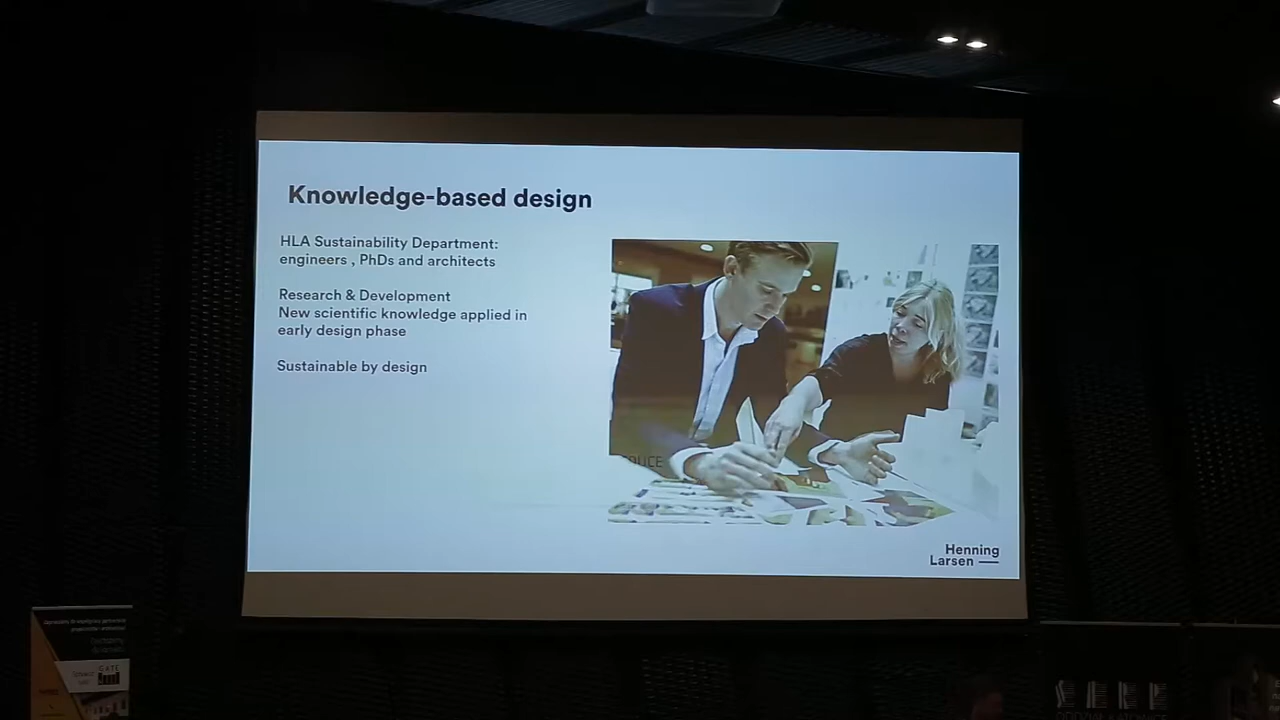 Knowledge-based design
HLA Sustainability Department:
engineers , PhDs and architects
Research & Development
New scientific knowledge applied in
early design phase
Sustainable by design
Henning
Larsen